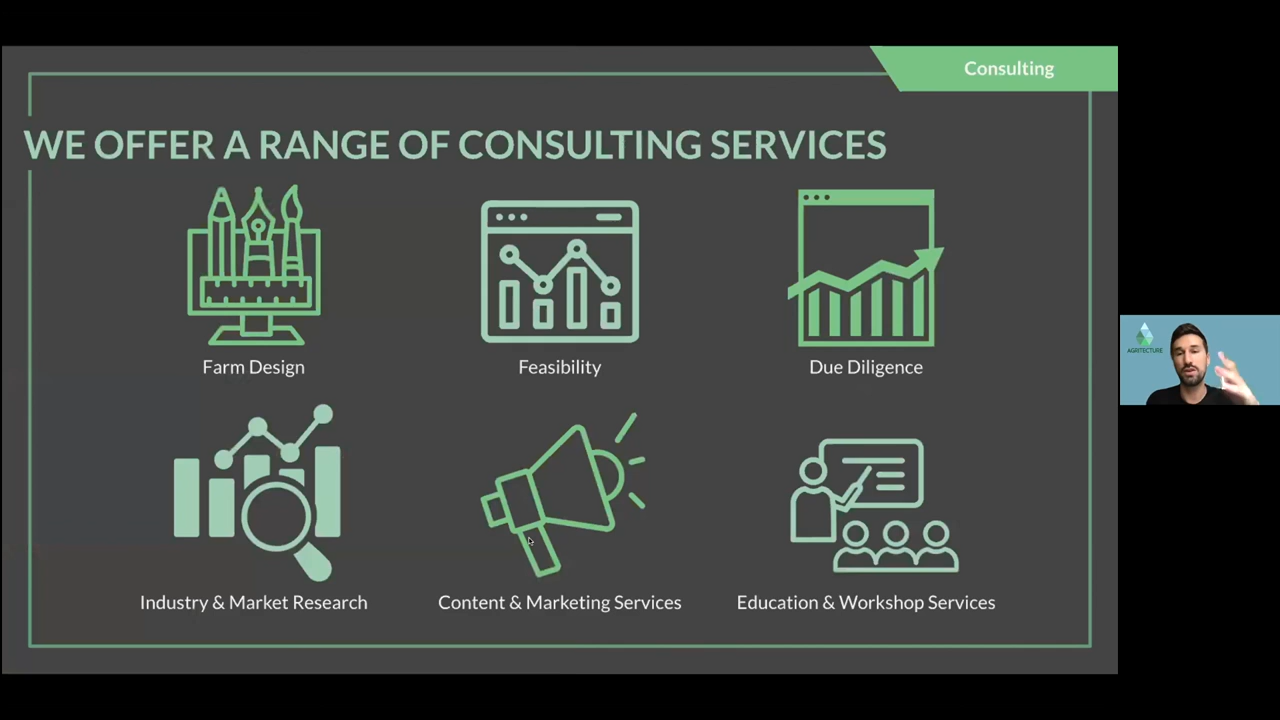 Consulting
WE OFFER A RANGE OF CONSULTING SERVICES
Farm Design
Feasibility
Due Diligence
Industry & Market Research
Content & Marketing Services
Education & Workshop Services
AGRITECTURE